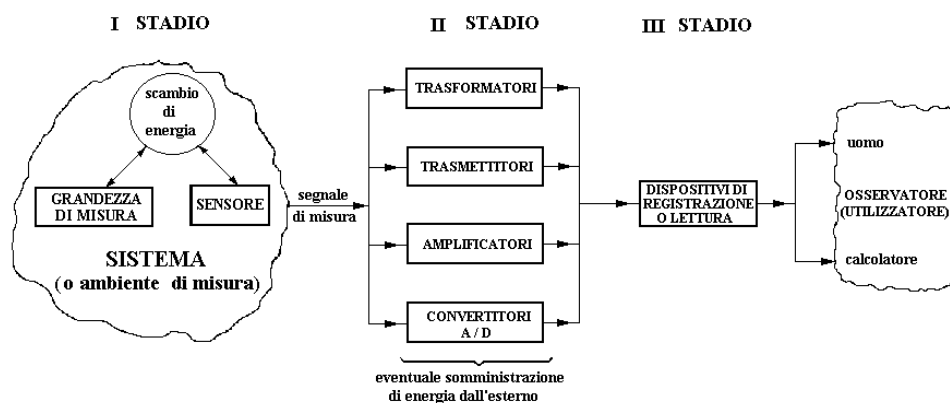 I STADIO
II STADIO
III STADIO
scambio
di
energia
GRANDEZZA
DI MISURA
SENSORE
SISTEMA
(o ambiente di misura)
segnale
di misura
TRASFORMATORI
TRASMETTITORI
AMPLIFICATORI
CONVERTITORI
A / D
eventuale somministrazione
di energia dall'esterno
DISPOSITIVI DI
REGISTRAZIONE
O LETTURA
uomo
OSSERVATORE
(UTILIZZATORE)
calcolatore